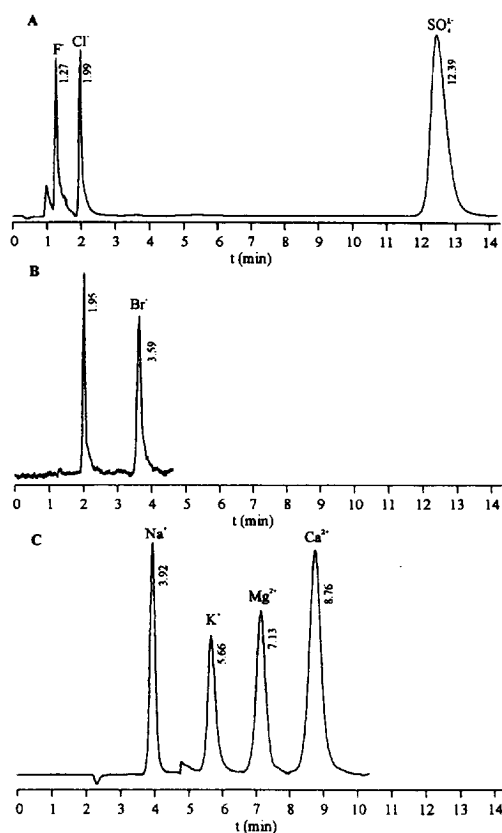 A
F⁻ Cl⁻ SO₄²⁻
1.27 1.99 12.39
0 1 2 3 4 5 6 7 8 9 10 11 12 13 14
t (min)
B
1.95 Br⁻ 3.59
0 1 2 3 4 5 6 7 8 9 10 11 12 13 14
t (min)
C
Na⁺ K⁺ Mg²⁺ Ca²⁺
3.92 5.66 7.13 8.76
0 1 2 3 4 5 6 7 8 9 10 11 12 13 14
t (min)